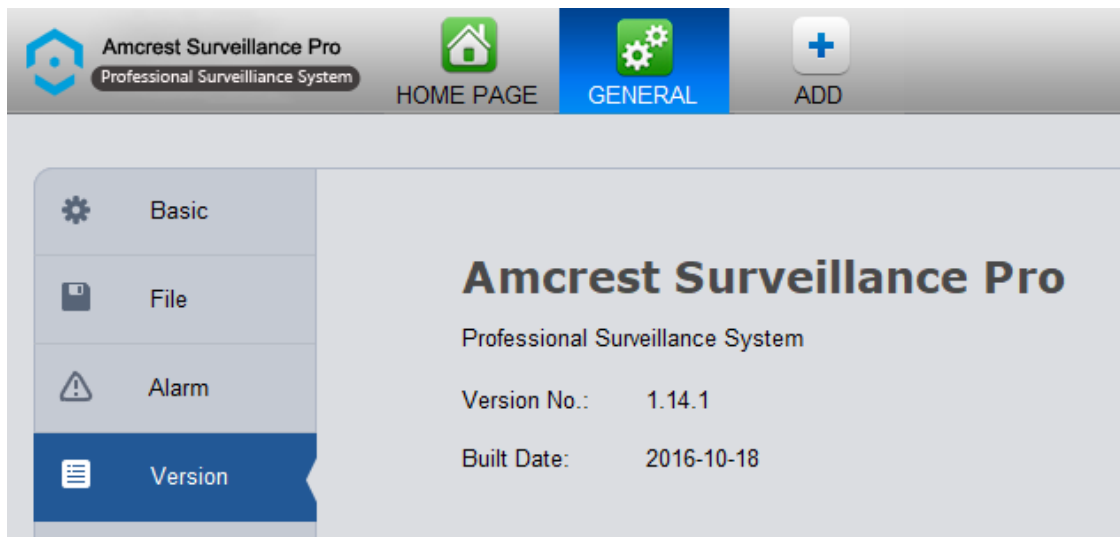 Amcrest Surveillance Pro
Professional Surveilliance System
HOME PAGE
GENERAL
ADD
Basic
File
Alarm
Version
Amcrest Surveillance Pro
Professional Surveillance System
Version No.: 1.14.1
Built Date: 2016-10-18